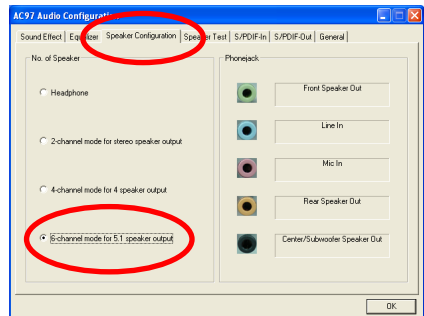 AC97 Audio Configuration
Sound Effect Equalizer Speaker Configuration Speaker Test S/PDIF-In S/PDIF-Out General
No. of Speaker
Headphone
2-channel mode for stereo speaker output
4-channel mode for 4 speaker output
6-channel mode for 5.1 speaker output
Phonejack
Front Speaker Out
Line In
Mic In
Rear Speaker Out
Center/Subwoofer Speaker Out
OK